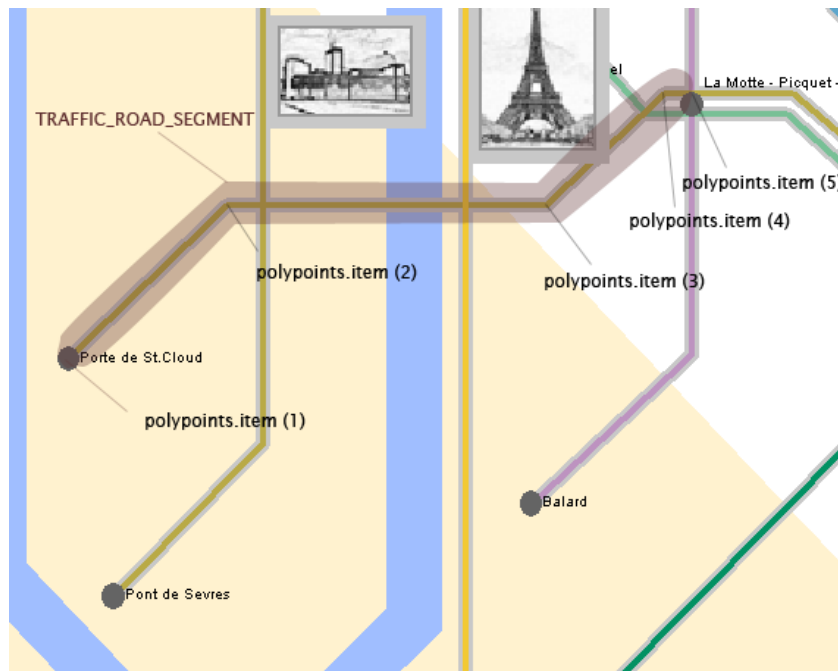 el
La Motte - Picquet -
TRAFFIC_ROAD_SEGMENT
polypoints.item (5)
polypoints.item (4)
polypoints.item (2)
polypoints.item (3)
Porte de St.Cloud
polypoints.item (1)
Balard
Pont de Sevres